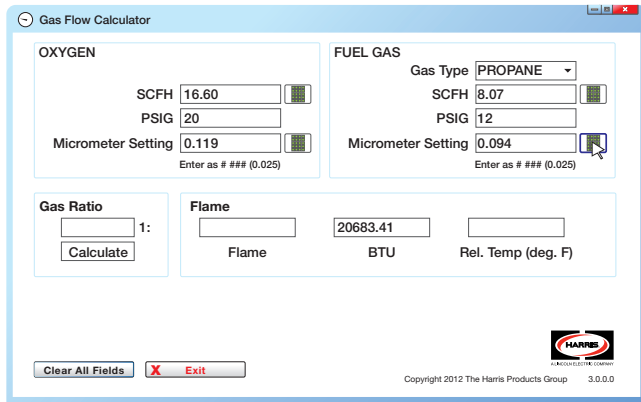 Gas Flow Calculator
OXYGEN
SCFH 16.60
PSIG 20
Micrometer Setting 0.119
Enter as # ### (0.025)
FUEL GAS
Gas Type PROPANE
SCFH 8.07
PSIG 12
Micrometer Setting 0.094
Enter as # ### (0.025)
Gas Ratio
1:
Calculate
Flame
20683.41
Flame BTU Rel. Temp (deg. F)
HARRIS
A LINCOLN ELECTRIC COMPANY
Clear All Fields X Exit
Copyright 2012 The Harris Products Group 3.0.0.0